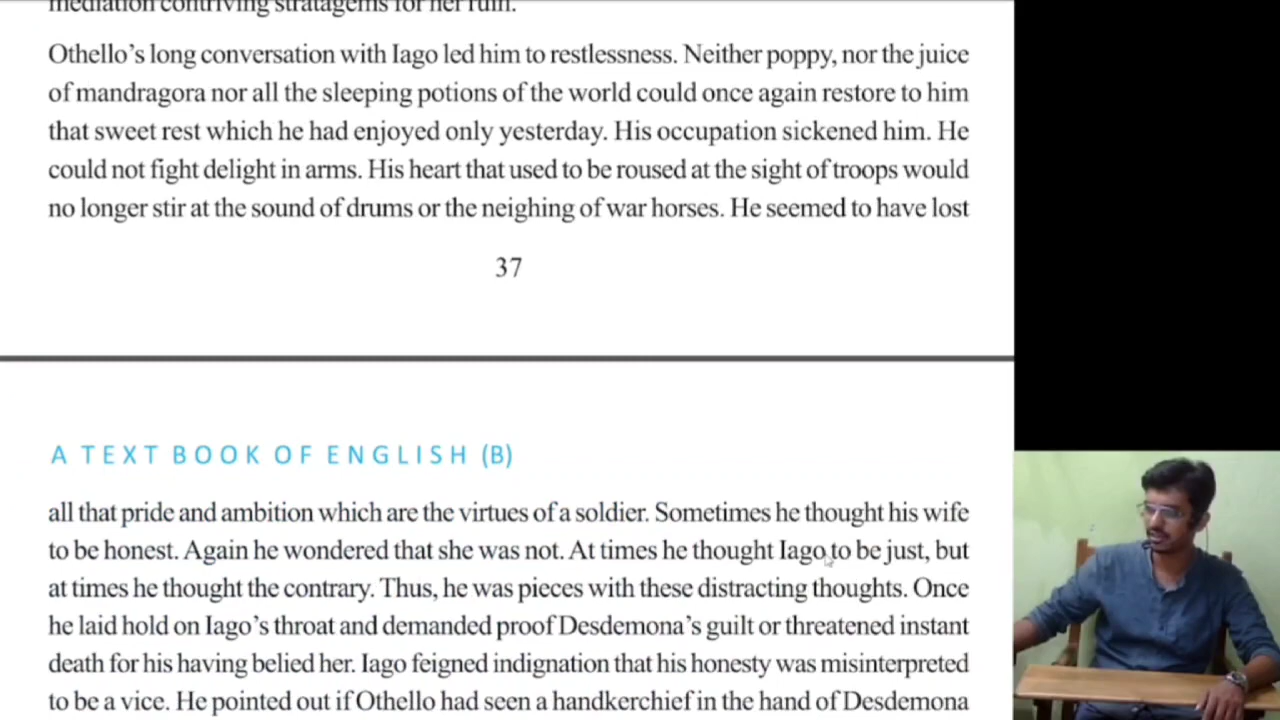 mediation contriving stratagems for her ruin.
Othello's long conversation with Iago led him to restlessness. Neither poppy, nor the juice
of mandragora nor all the sleeping potions of the world could once again restore to him
that sweet rest which he had enjoyed only yesterday. His occupation sickened him. He
could not fight delight in arms. His heart that used to be roused at the sight of troops would
no longer stir at the sound of drums or the neighing of war horses. He seemed to have lost
37
A TEXT BOOK OF ENGLISH (B)
all that pride and ambition which are the virtues of a soldier. Sometimes he thought his wife
to be honest. Again he wondered that she was not. At times he thought Iago to be just, but
at times he thought the contrary. Thus, he was pieces with these distracting thoughts. Once
he laid hold on Iago's throat and demanded proof Desdemona's guilt or threatened instant
death for his having belied her. Iago feigned indignation that his honesty was misinterpreted
to be a vice. He pointed out if Othello had seen a handkerchief in the hand of Desdemona